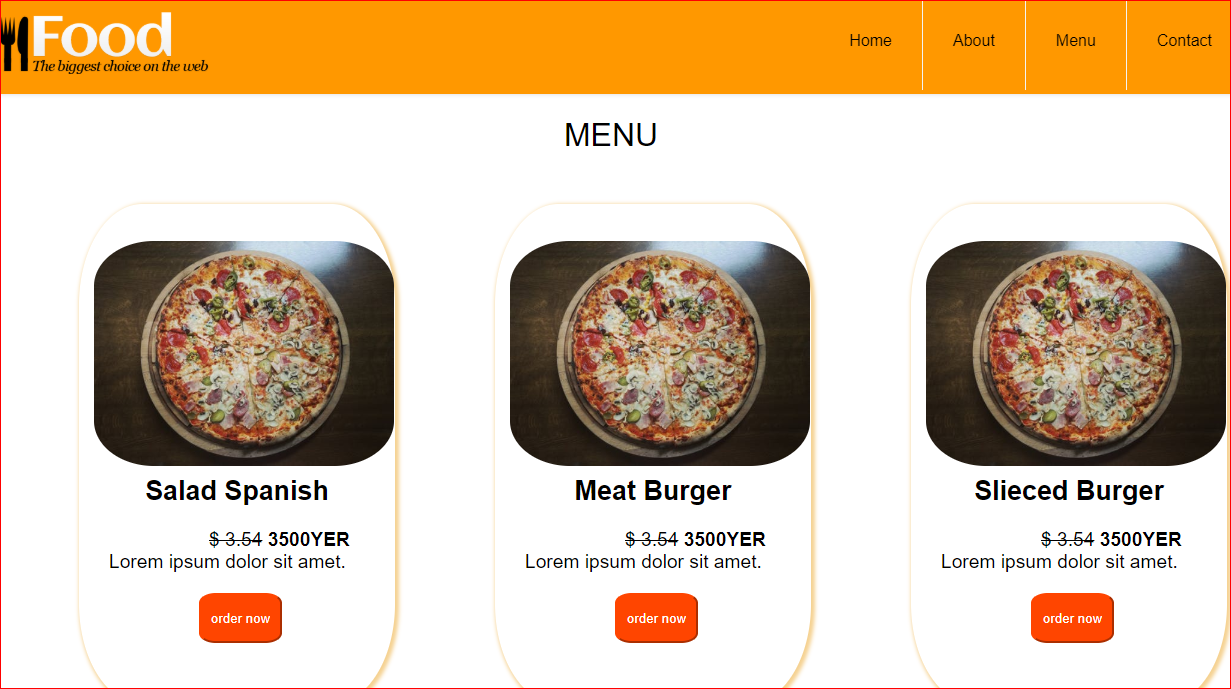 Food
The biggest choice on the web
Home About Menu Contact
MENU
Salad Spanish
$ 3.54 3500YER
Lorem ipsum dolor sit amet.
order now
Meat Burger
$ 3.54 3500YER
Lorem ipsum dolor sit amet.
order now
Slieced Burger
$ 3.54 3500YER
Lorem ipsum dolor sit amet.
order now